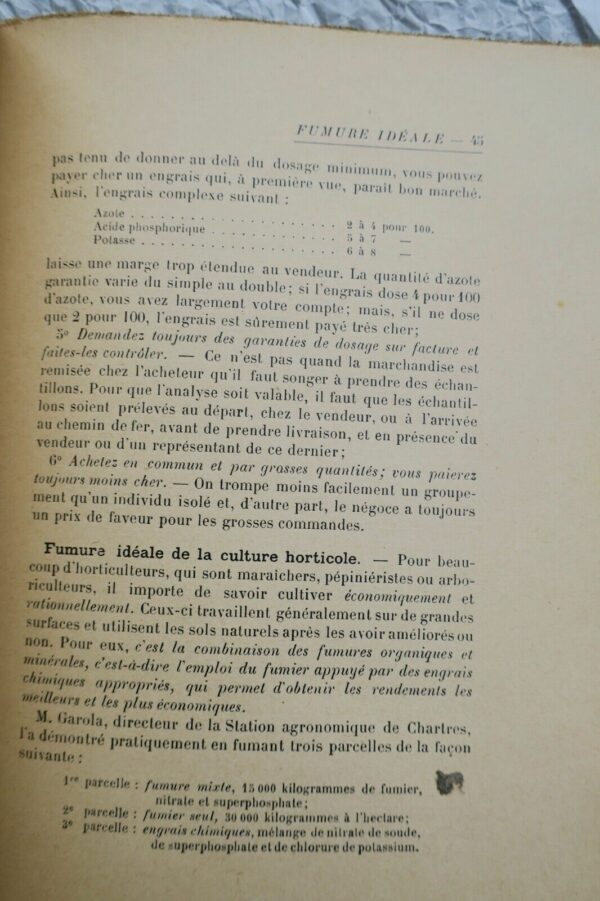 FUMURE IDÉALE — 45
pas tenu de donner au delà du dosage minimum, vous pouvez
payer cher un engrais qui, à première vue, paraît bon marché.
Ainsi, l'engrais complexe suivant :
Azote . . . . . . . . . . . . . . . . . 2 à 4 pour 100.
Acide phosphorique . . . . . . . . . . . 5 à 7 —
Potasse . . . . . . . . . . . . . . . . 6 à 8 —
laisse une marge trop étendue au vendeur. La quantité d'azote
garantie varie du simple au double; si l'engrais dose 4 pour 100
d'azote, vous avez largement votre compte; mais, s'il ne dose
que 2 pour 100, l'engrais est sûrement payé très cher;
5° Demandez toujours des garanties de dosage sur facture et
faites-les contrôler. — Ce n'est pas quand la marchandise est
remisée chez l'acheteur qu'il faut songer à prendre des échan-
tillons. Pour que l'analyse soit valable, il faut que les échantil-
lons soient prélevés au départ, chez le vendeur, ou à l'arrivée
au chemin de fer, avant de prendre livraison, et en présence du
vendeur ou d'un représentant de ce dernier;
6° Achetez en commun et par grosses quantités; vous paierez
toujours moins cher. — On trompe moins facilement un groupe-
ment qu'un individu isolé et, d'autre part, le négoce a toujours
un prix de faveur pour les grosses commandes.
Fumure idéale de la culture horticole. — Pour beau-
coup d'horticulteurs, qui sont maraîchers, pépiniéristes ou arbo-
riculteurs, il importe de savoir cultiver économiquement et
rationnellement. Ceux-ci travaillent généralement sur de grandes
surfaces et utilisent les sols naturels après les avoir améliorés ou
non. Pour eux, c'est la combinaison des fumures organiques et
minérales, c'est-à-dire l'emploi du fumier appuyé par des engrais
chimiques appropriés, qui permet d'obtenir les rendements les
meilleurs et les plus économiques.
M. Garola, directeur de la Station agronomique de Chartres,
l'a démontré pratiquement en fumant trois parcelles de la façon
suivante :
1re parcelle : fumure mixte, 15 000 kilogrammes de fumier,
nitrate et superphosphate;
2e parcelle : fumier seul, 30 000 kilogrammes à l'hectare;
3e parcelle : engrais chimiques, mélange de nitrate de soude,
de superphosphate et de chlorure de potassium.